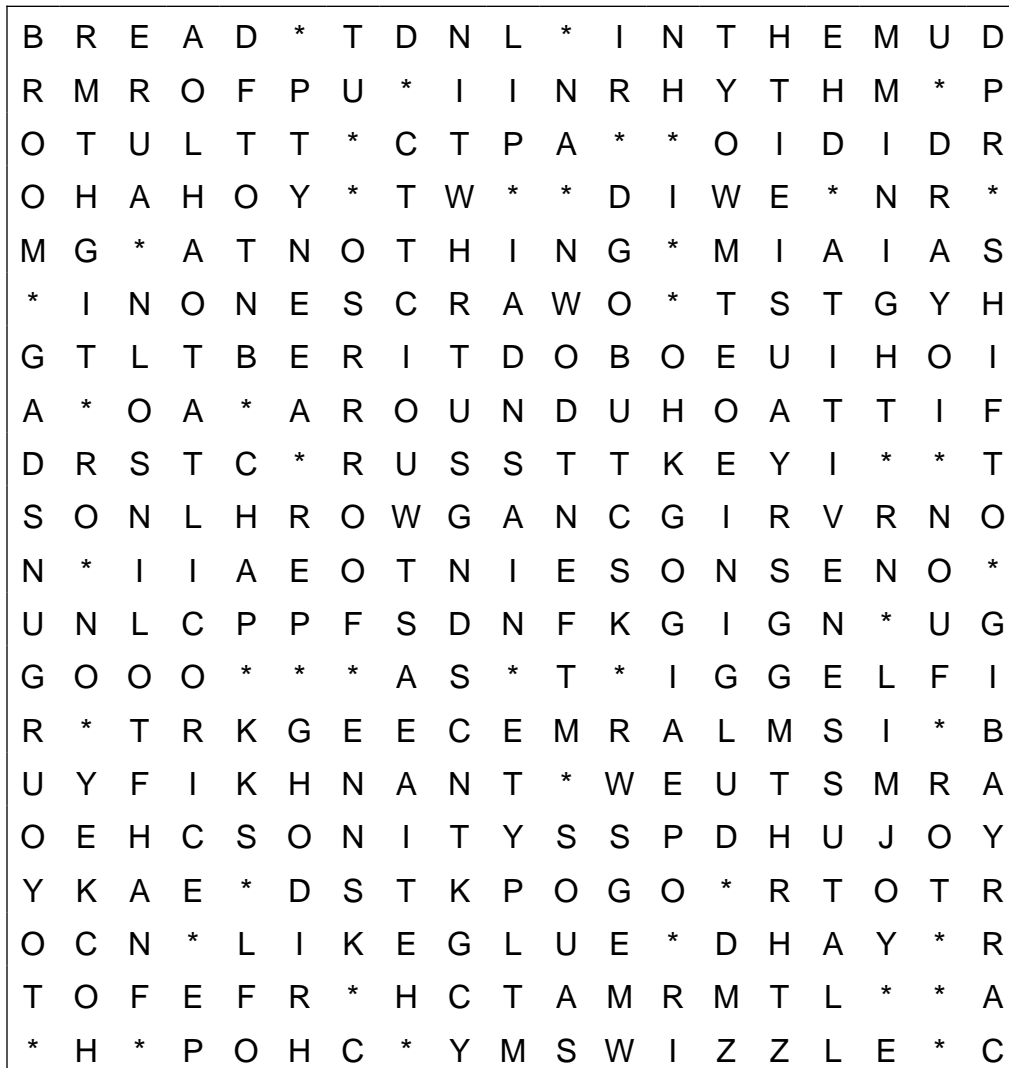 B R E A D * T D N L * I N T H E M U D
R M R O F P U * I I N R H Y T H M * P
O T U L T T * C T P A * * O I D I D R
O H A H O Y * T W * * D I W E * N R *
M G * A T N O T H I N G * M I A I A S
* I N O N E S C R A W O * T S T G Y H
G T L T B E R I T D O B O E U I H O I
A * O A * A R O U N D U H O A T T I F
D R S T C * R U S S T T K E Y I * * T
S O N L H R O W G A N C G I R V R N O
N * I I A E O T N I E S O N S E N O *
U N L C P P F S D N F K G I G N * U G
G O O O * * * A S * T * I G G E L F I
R * T R K G E E C E M R A L M S I * B
U Y F I K H N A N T * W E U T S M R A
O E H C S O N I T Y S S P D H U J O Y
Y K A E * D S T K P O G O * R T O T R
O C N * L I K E G L U E * D H A Y * R
T O F E F R * H C T A M R M T L * * A
* H * P O H C * Y M S W I Z Z L E * C